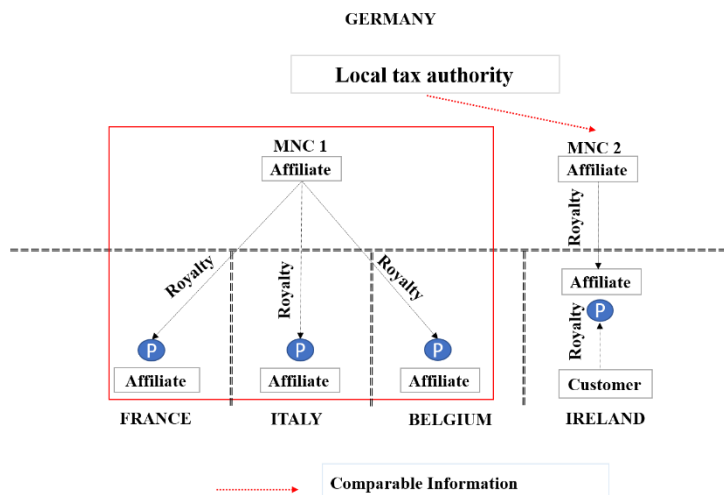 GERMANY
Local tax authority
MNC 1
Affiliate
MNC 2
Affiliate
Royalty
Royalty
Royalty
Royalty
Affiliate
P
Royalty
P
P
P
Affiliate
Affiliate
Affiliate
Customer
FRANCE
ITALY
BELGIUM
IRELAND
Comparable Information